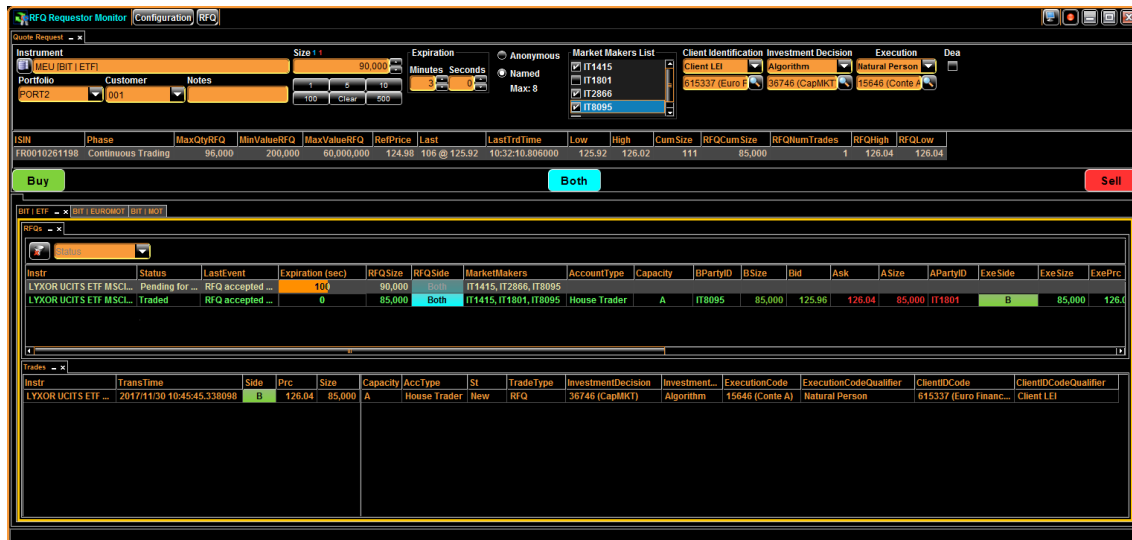 RFQ Requestor Monitor Configuration RFQ
Quote Request
Instrument Size 1 1 Expiration Anonymous Market Makers List Client Identification Investment Decision Execution Dea
MEU |BIT | ETF| 90,000 Minutes Seconds Named IT1415 Client LEI Algorithm Natural Person
Portfolio Customer Notes 1 5 10 3 0 Max: 8 IT1801 615337 (Euro F 36746 (CapMKT 15646 (Conte A
PORT2 001 100 Clear 500 IT2866
IT8095
ISIN Phase MaxQtyRFQ MinValueRFQ MaxValueRFQ RefPrice Last LastTrdTime Low High CumSize RFQCumSize RFQNumTrades RFQHigh RFQLow
FR0010261198 Continuous Trading 96,000 200,000 60,000,000 124.98 106 @ 125.92 10:32:10.806000 125.92 126.02 111 85,000 1 126.04 126.04
Buy Both Sell
BIT | ETF BIT | EUROMOT BIT | MOT
RFQs
Status
Instr Status LastEvent Expiration (sec) RFQSize RFQSide MarketMakers AccountType Capacity BPartyID BSize Bid Ask ASize APartyID ExeSide ExeSize ExePrc
LYXOR UCITS ETF MSCI... Pending for ... RFQ accepted ... 100 90,000 Both IT1415, IT2866, IT8095
LYXOR UCITS ETF MSCI... Traded RFQ accepted ... 0 85,000 Both IT1415, IT1801, IT8095 House Trader A IT8095 85,000 125.96 126.04 85,000 IT1801 B 85,000 126.0
Trades
Instr TransTime Side Prc Size Capacity AccType St TradeType InvestmentDecision Investment... ExecutionCode ExecutionCodeQualifier ClientIDCode ClientIDCodeQualifier
LYXOR UCITS ETF ... 2017/11/30 10:45:45.338098 B 126.04 85,000 A House Trader New RFQ 36746 (CapMKT) Algorithm 15646 (Conte A) Natural Person 615337 (Euro Financ... Client LEI